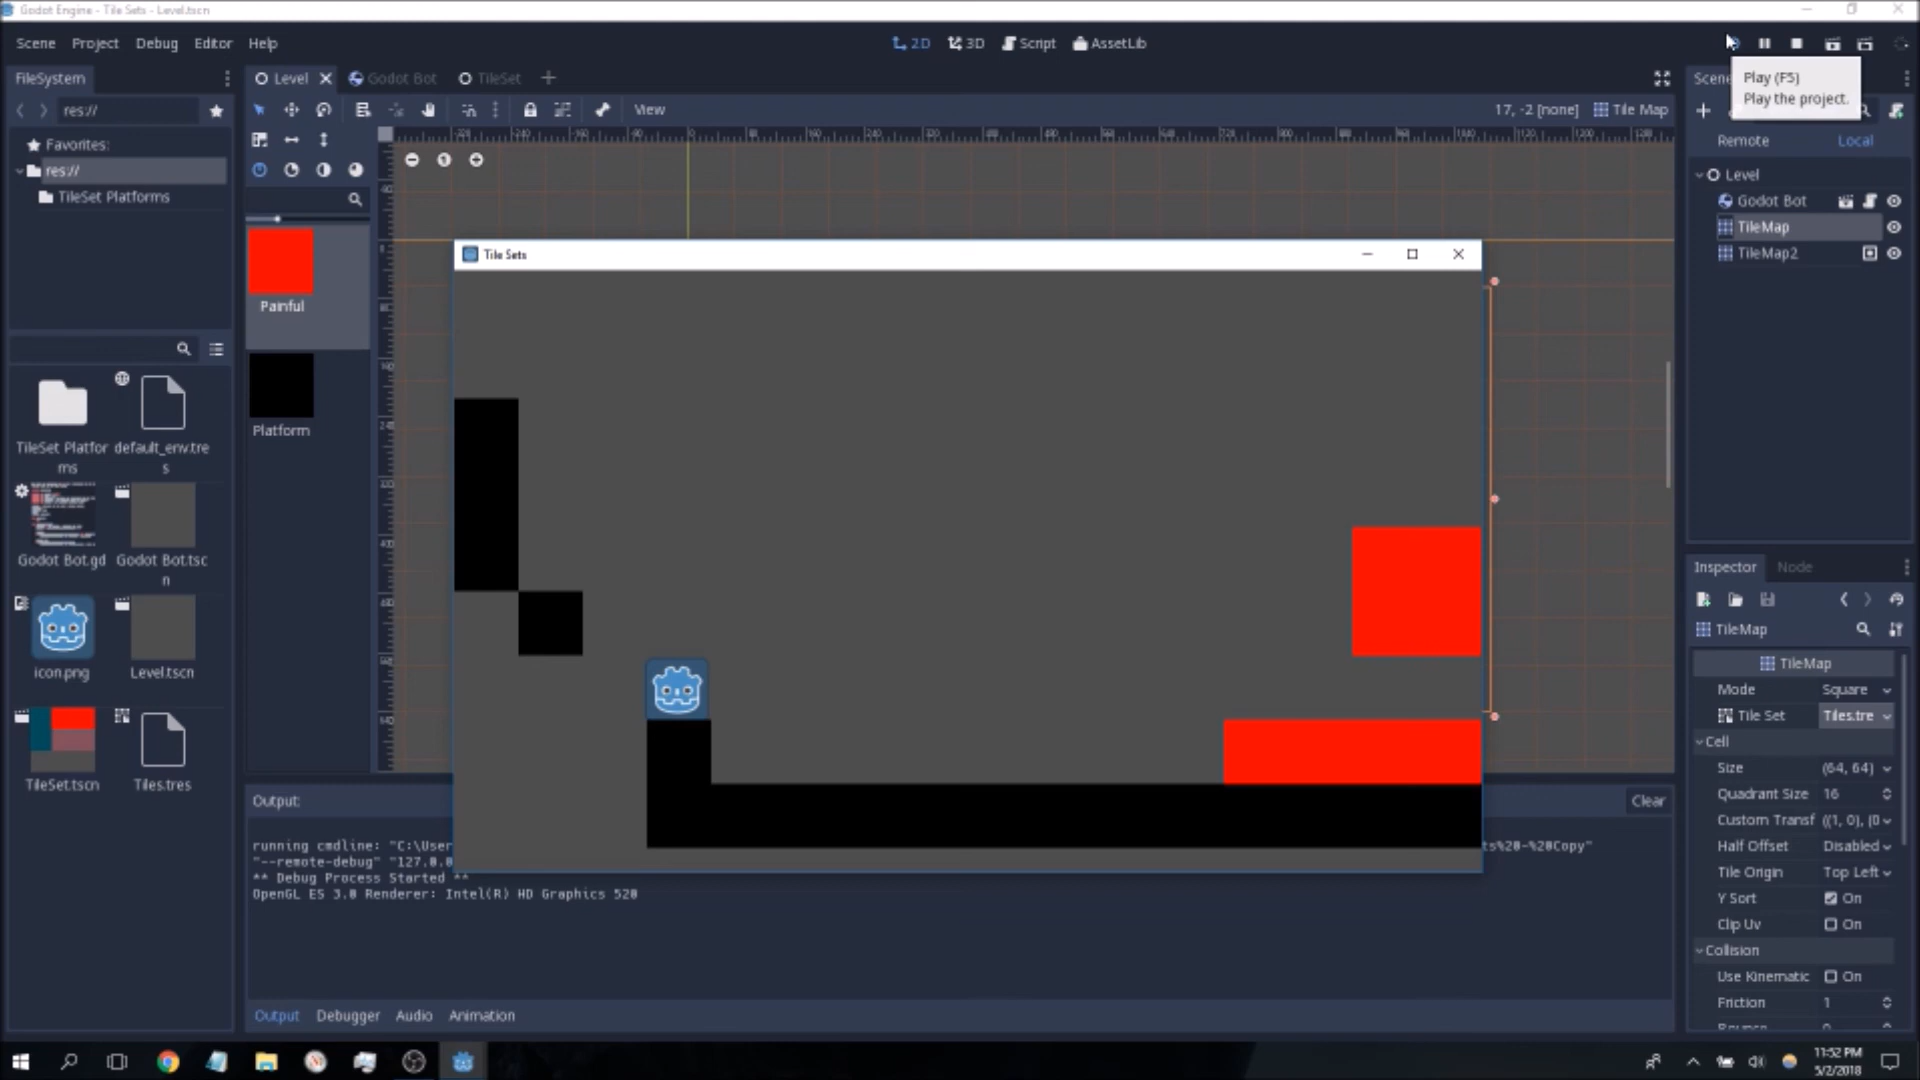 Godot Engine - Tile Sets - Level.tscn
Scene Project Debug Editor Help
2D 3D Script AssetLib
Play (F5)
Play the project.
FileSystem
Level Godot Bot TileSet
Scene
res://
View
17, -2 [none] Tile Map
Favorites:
res://
TileSet Platforms
Remote Local
Level
Godot Bot
TileMap
TileMap2
Painful
Platform
Tile Sets
TileSet Platfor
ms
default_env.tre
s
Godot Bot.gd
Godot Bot.tsc
n
icon.png
Level.tscn
TileSet.tscn
Tiles.tres
Output:
Clear
running cmdline: "C:\User
ts%20-%20Copy"
"--remote-debug" "127.0.0
** Debug Process Started **
OpenGL ES 3.0 Renderer: Intel(R) HD Graphics 520
Output Debugger Audio Animation
Inspector Node
TileMap
TileMap
Mode Square
Tile Set Tiles.tre
Cell
Size (64, 64)
Quadrant Size 16
Custom Transf ((1, 0), (0
Half Offset Disabled
Tile Origin Top Left
Y Sort On
Clip Uv On
Collision
Use Kinematic On
Friction 1
11:52 PM
5/2/2018